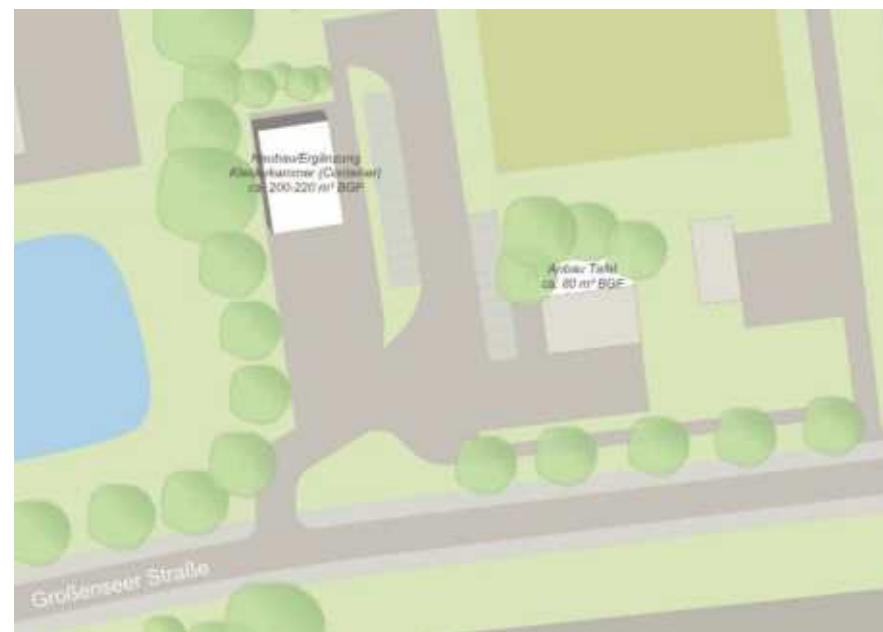 Neubau/Ergänzung
Kleiderkammer (Container)
ca. 200-220 m² BGF
Anbau Tafel
ca. 80 m² BGF
Großenseer Straße